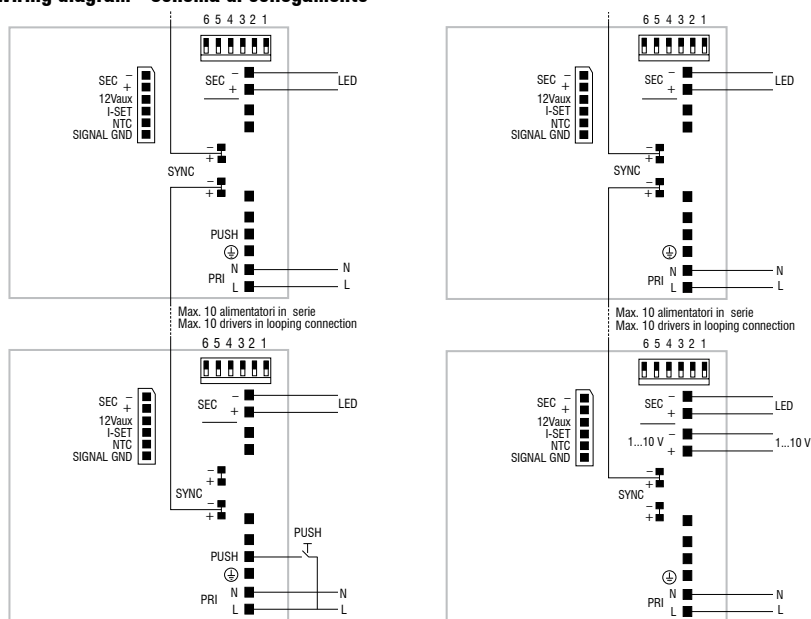 Wiring diagram - Schema di collegamento
6 5 4 3 2 1
SEC −
+
12Vaux
I-SET
NTC
SIGNAL GND
SEC −
+
LED
−
+
SYNC
−
+
PUSH
N
PRI
L
N
L
Max. 10 alimentatori in serie
Max. 10 drivers in looping connection
6 5 4 3 2 1
SEC −
+
12Vaux
I-SET
NTC
SIGNAL GND
SEC −
+
LED
−
+
SYNC
−
+
PUSH
PUSH
N
PRI
L
N
L
6 5 4 3 2 1
SEC −
+
12Vaux
I-SET
NTC
SIGNAL GND
SEC −
+
LED
−
+
SYNC
−
+
N
PRI
L
N
L
Max. 10 alimentatori in serie
Max. 10 drivers in looping connection
6 5 4 3 2 1
SEC −
+
12Vaux
I-SET
NTC
SIGNAL GND
SEC −
+
LED
1...10 V −
+
1...10 V
−
+
SYNC
−
+
N
PRI
L
N
L